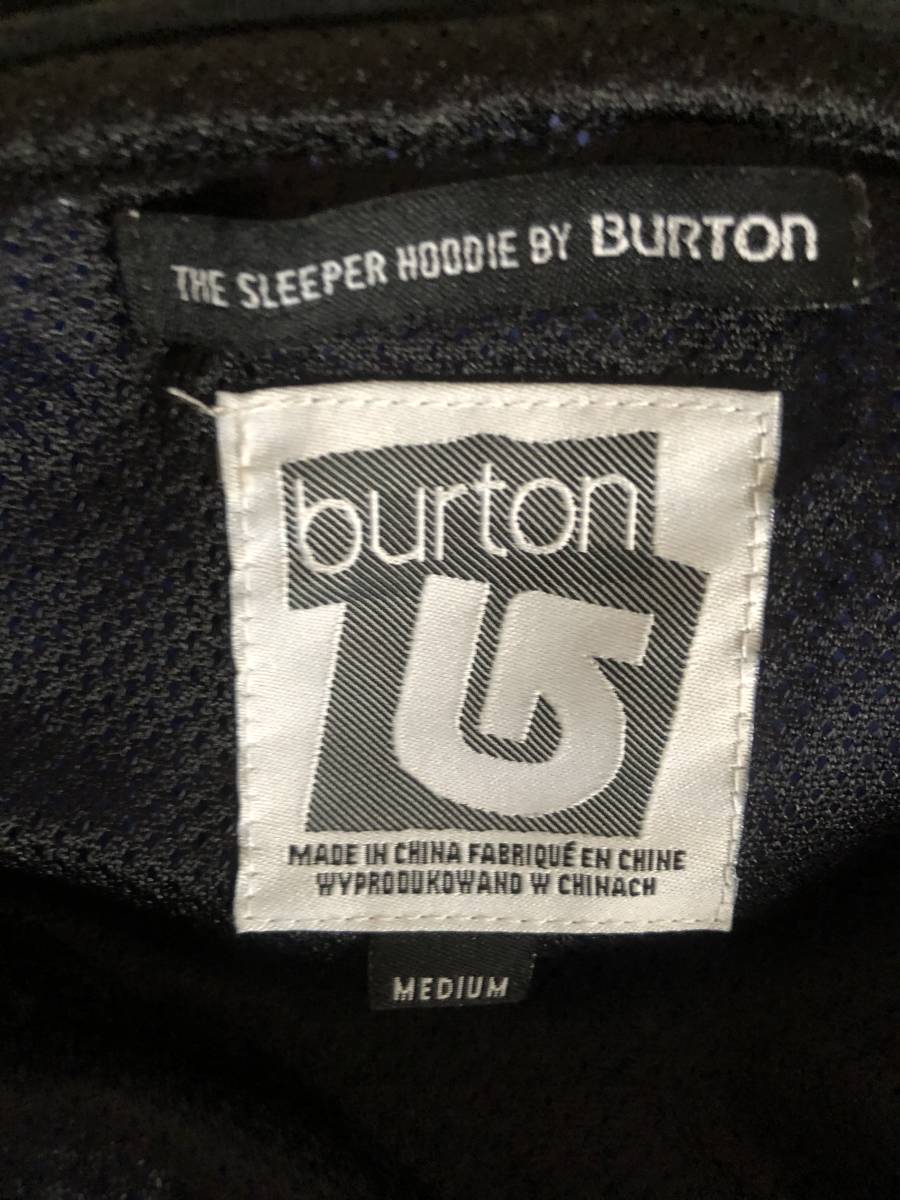 THE SLEEPER HOODIE BY BURTON
burton
MADE IN CHINA FABRIQUÉ EN CHINE
WYPRODUKOWANO W CHINACH
MEDIUM